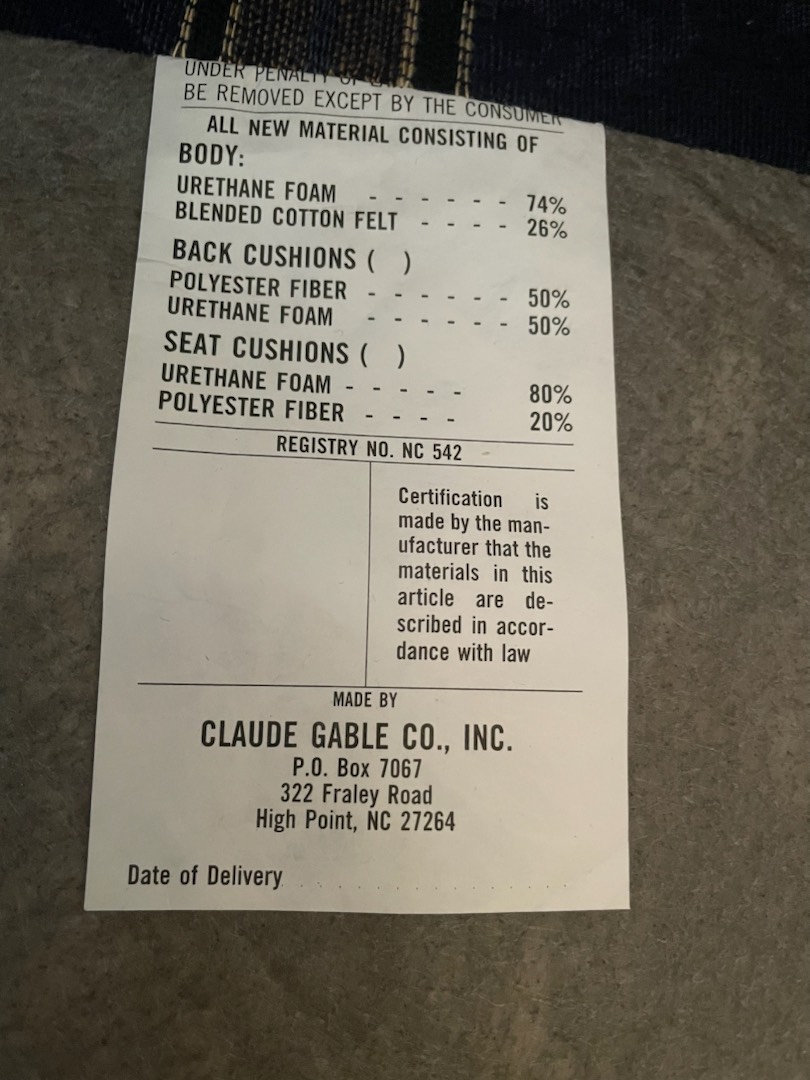 UNDER PENALTY OF LAW
BE REMOVED EXCEPT BY THE CONSUMER
ALL NEW MATERIAL CONSISTING OF
BODY:
URETHANE FOAM - - - - - - 74%
BLENDED COTTON FELT - - - - 26%
BACK CUSHIONS ( )
POLYESTER FIBER - - - - - - 50%
URETHANE FOAM - - - - - - 50%
SEAT CUSHIONS ( )
URETHANE FOAM - - - - - 80%
POLYESTER FIBER - - - - 20%
REGISTRY NO. NC 542
Certification is
made by the man-
ufacturer that the
materials in this
article are de-
scribed in accor-
dance with law
MADE BY
CLAUDE GABLE CO., INC.
P.O. Box 7067
322 Fraley Road
High Point, NC 27264
Date of Delivery . . . . . . . . . . . . . . .